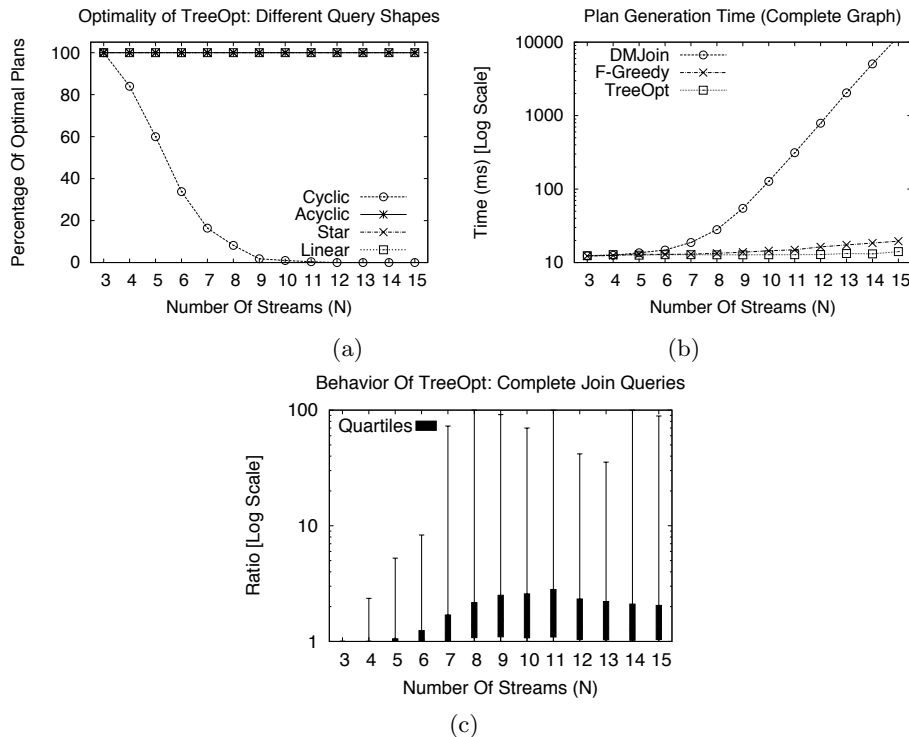 Optimality of TreeOpt: Different Query Shapes
Percentage Of Optimal Plans
100
80
60
40
20
0
Cyclic
Acyclic
Star
Linear
3 4 5 6 7 8 9 10 11 12 13 14 15
Number Of Streams (N)
(a)
Plan Generation Time (Complete Graph)
Time (ms) [Log Scale]
10000
1000
100
10
DMJoin
F-Greedy
TreeOpt
3 4 5 6 7 8 9 10 11 12 13 14 15
Number Of Streams (N)
(b)
Behavior Of TreeOpt: Complete Join Queries
Ratio [Log Scale]
100
10
1
Quartiles
3 4 5 6 7 8 9 10 11 12 13 14 15
Number Of Streams (N)
(c)